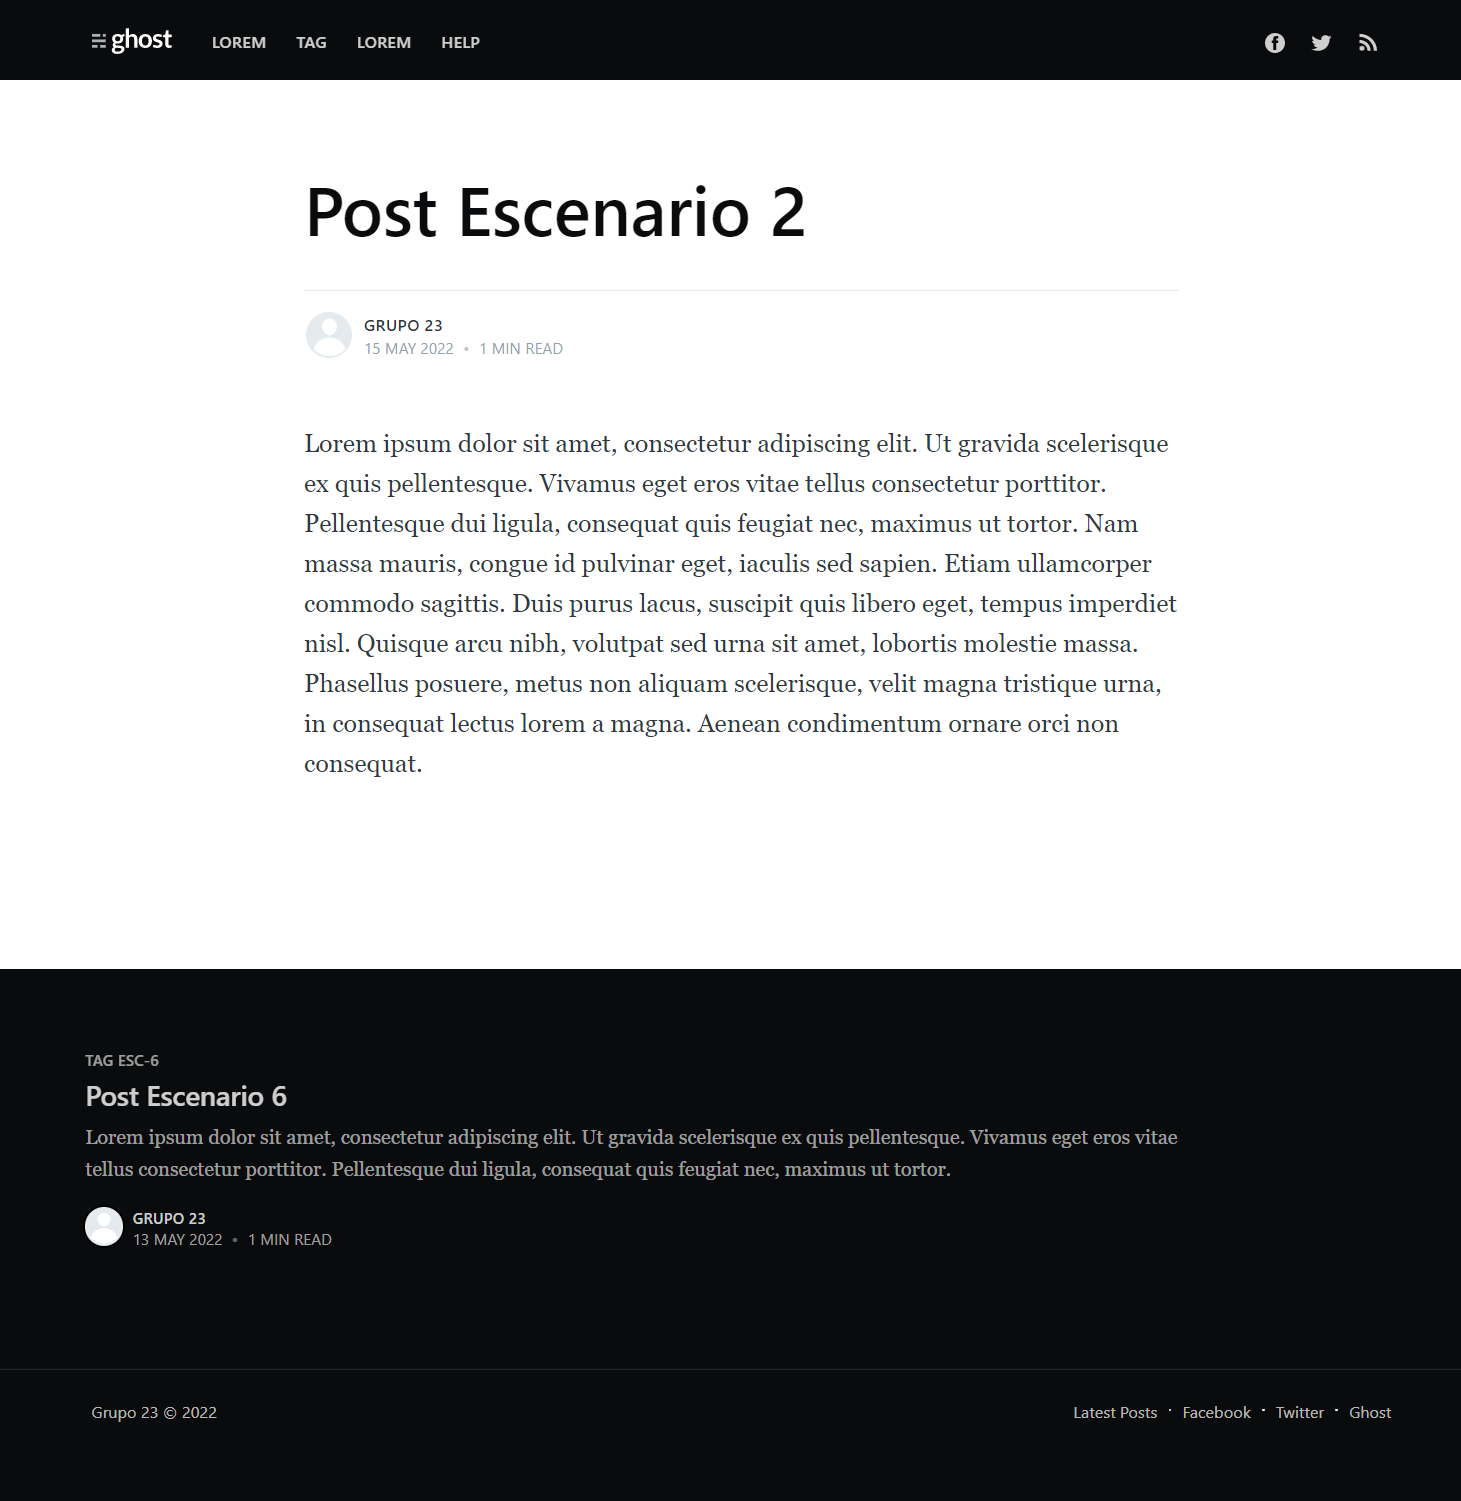 ghost LOREM TAG LOREM HELP
Post Escenario 2
GRUPO 23
15 MAY 2022 • 1 MIN READ
Lorem ipsum dolor sit amet, consectetur adipiscing elit. Ut gravida scelerisque
ex quis pellentesque. Vivamus eget eros vitae tellus consectetur porttitor.
Pellentesque dui ligula, consequat quis feugiat nec, maximus ut tortor. Nam
massa mauris, congue id pulvinar eget, iaculis sed sapien. Etiam ullamcorper
commodo sagittis. Duis purus lacus, suscipit quis libero eget, tempus imperdiet
nisl. Quisque arcu nibh, volutpat sed urna sit amet, lobortis molestie massa.
Phasellus posuere, metus non aliquam scelerisque, velit magna tristique urna,
in consequat lectus lorem a magna. Aenean condimentum ornare orci non
consequat.
TAG ESC-6
Post Escenario 6
Lorem ipsum dolor sit amet, consectetur adipiscing elit. Ut gravida scelerisque ex quis pellentesque. Vivamus eget eros vitae
tellus consectetur porttitor. Pellentesque dui ligula, consequat quis feugiat nec, maximus ut tortor.
GRUPO 23
13 MAY 2022 • 1 MIN READ
Grupo 23 © 2022
Latest Posts · Facebook · Twitter · Ghost